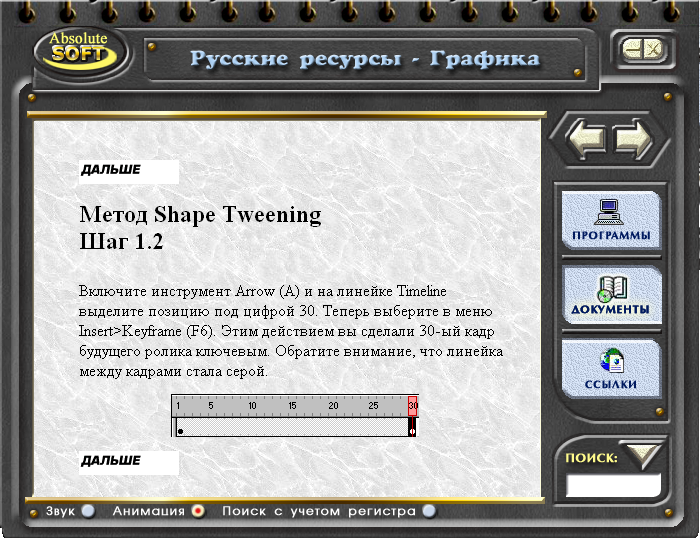 Absolute
SOFT
Русские ресурсы - Графика
ДАЛЬШЕ
Метод Shape Tweening
Шаг 1.2
Включите инструмент Arrow (A) и на линейке Timeline
выделите позицию под цифрой 30. Теперь выберите в меню
Insert>Keyframe (F6). Этим действием вы сделали 30-ый кадр
будущего ролика ключевым. Обратите внимание, что линейка
между кадрами стала серой.
1 5 10 15 20 25 30
ДАЛЬШЕ
ПРОГРАММЫ
ДОКУМЕНТЫ
ССЫЛКИ
ПОИСК:
Звук Анимация Поиск с учетом регистра